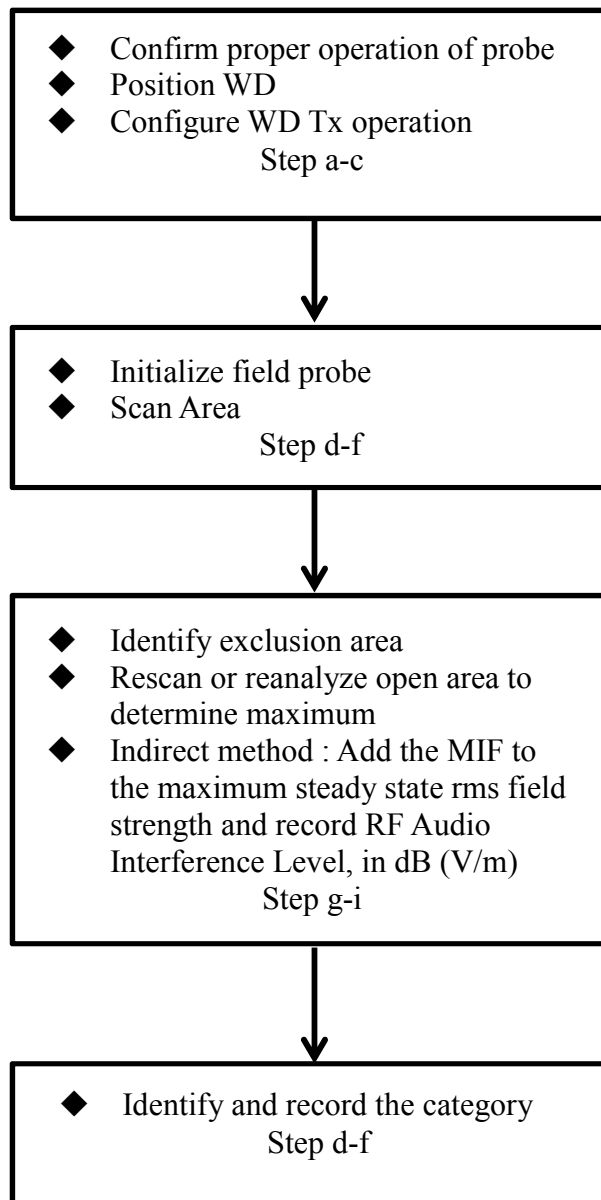 ◆ Confirm proper operation of probe
◆ Position WD
◆ Configure WD Tx operation
Step a-c
◆ Initialize field probe
◆ Scan Area
Step d-f
◆ Identify exclusion area
◆ Rescan or reanalyze open area to
determine maximum
◆ Indirect method : Add the MIF to
the maximum steady state rms field
strength and record RF Audio
Interference Level, in dB (V/m)
Step g-i
◆ Identify and record the category
Step d-f